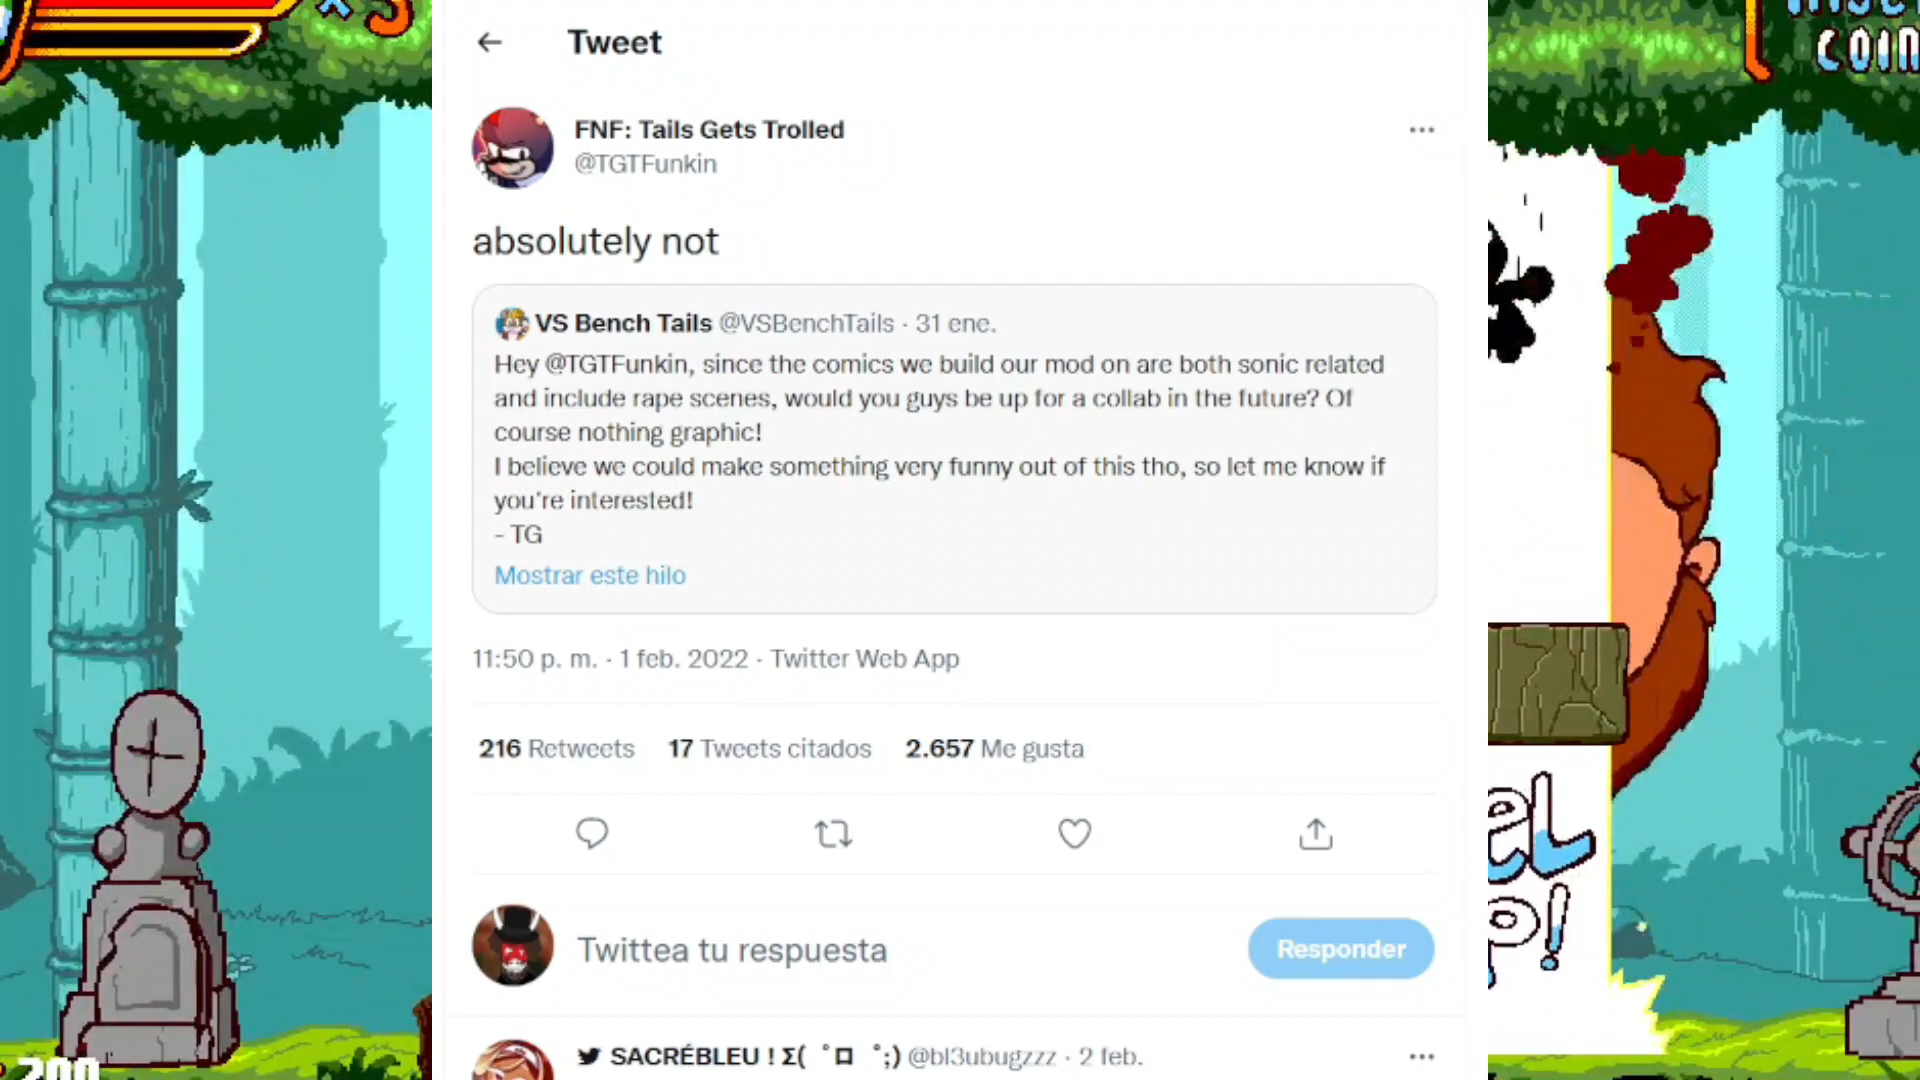 × 3
INSERT
COIN
Tweet
FNF: Tails Gets Trolled
@TGTFunkin
absolutely not
VS Bench Tails @VSBenchTails · 31 ene.
Hey @TGTFunkin, since the comics we build our mod on are both sonic related
and include rape scenes, would you guys be up for a collab in the future? Of
course nothing graphic!
I believe we could make something very funny out of this tho, so let me know if
you're interested!
- TG
Mostrar este hilo
11:50 p. m. · 1 feb. 2022 · Twitter Web App
216 Retweets 17 Tweets citados 2.657 Me gusta
Twittea tu respuesta
Responder
SACRÉBLEU ! Σ( ゚ロ ゚;) @bl3ubugzzz · 2 feb.
200